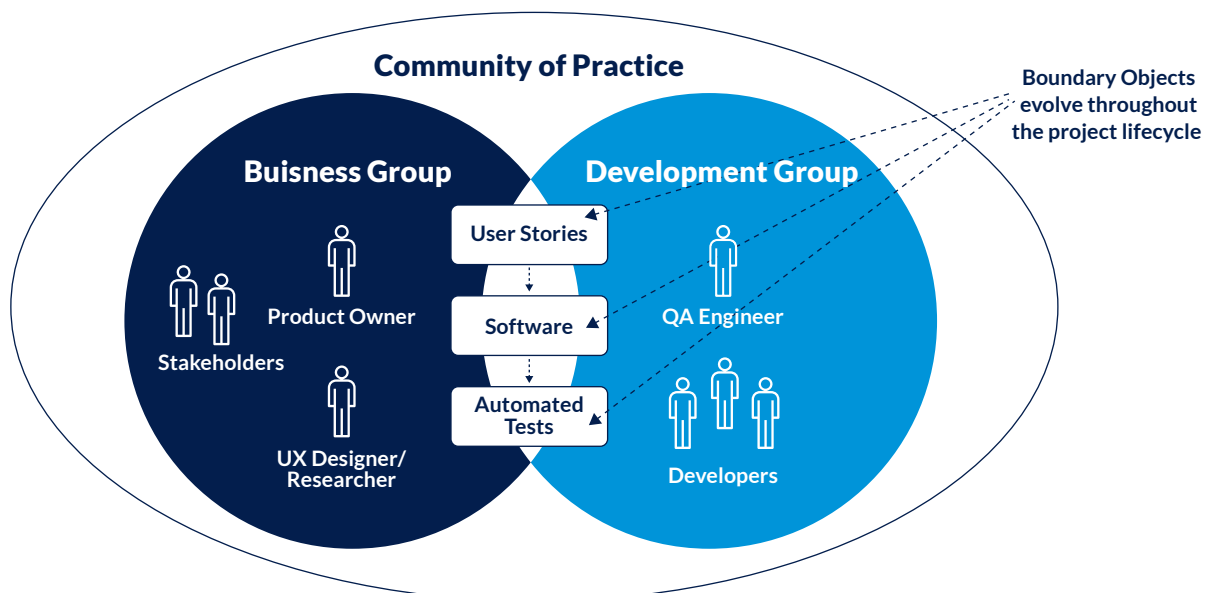 Community of Practice
Boundary Objects
evolve throughout
the project lifecycle
Buisness Group
Development Group
User Stories
Product Owner
Stakeholders
Software
QA Engineer
Automated
Tests
UX Designer/
Researcher
Developers